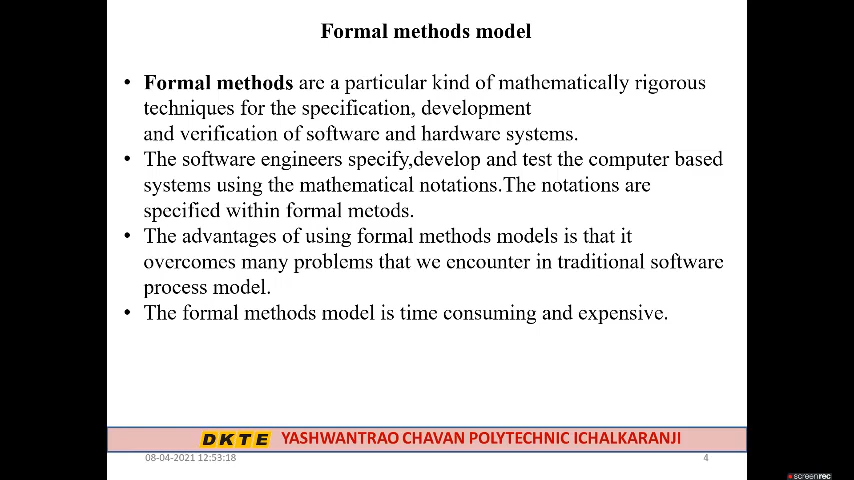 Formal methods model
• Formal methods are a particular kind of mathematically rigorous
techniques for the specification, development
and verification of software and hardware systems.
• The software engineers specify,develop and test the computer based
systems using the mathematical notations.The notations are
specified within formal metods.
• The advantages of using formal methods models is that it
overcomes many problems that we encounter in traditional software
process model.
• The formal methods model is time consuming and expensive.
DKTE YASHWANTRAO CHAVAN POLYTECHNIC ICHALKARANJI
08-04-2021 12:53:18 4
screenrec